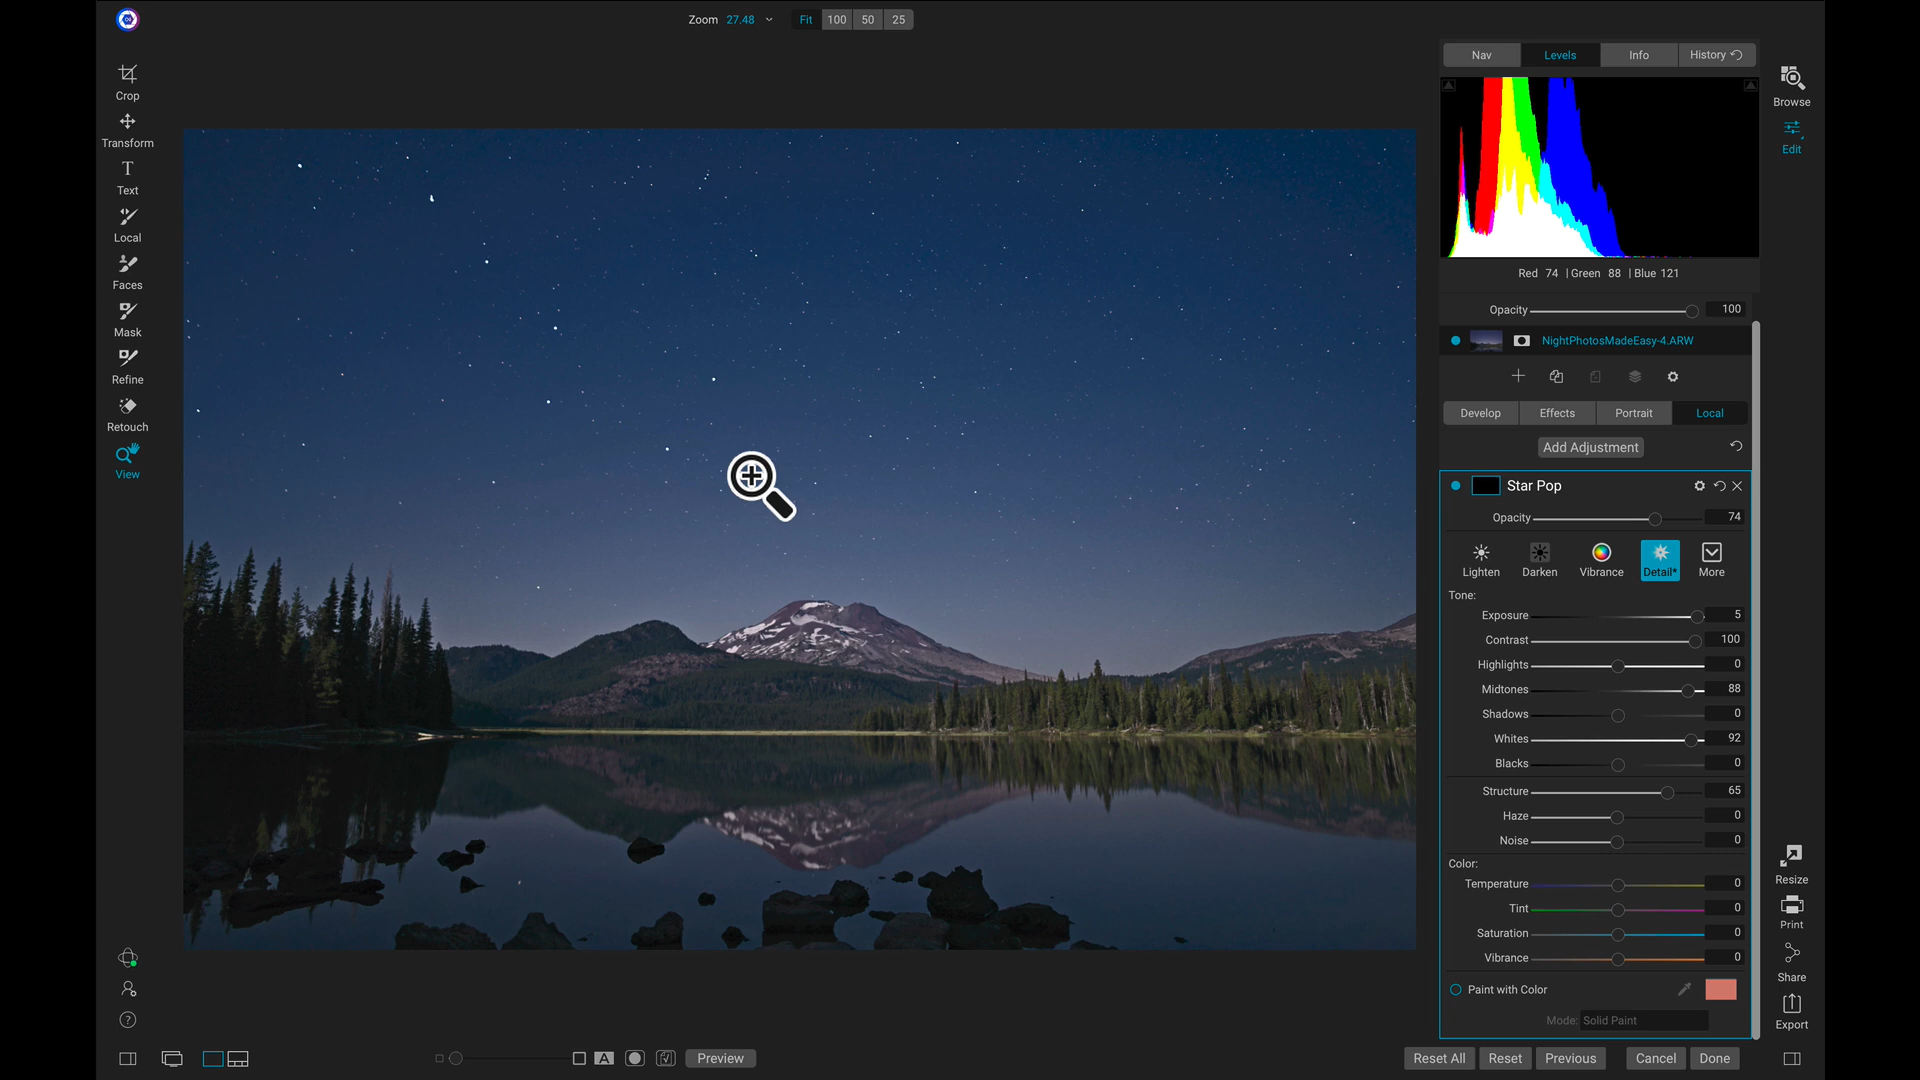 Zoom 27.48 Fit 100 50 25
Crop
Transform
T
Text
Local
Faces
Mask
Refine
Retouch
View
Nav Levels Info History
Red 74 | Green 88 | Blue 121
Opacity 100
NightPhotosMadeEasy-4.ARW
Develop Effects Portrait Local
Add Adjustment
Star Pop
Opacity 74
Lighten Darken Vibrance Detail* More
Tone:
Exposure 5
Contrast 100
Highlights 0
Midtones 88
Shadows 0
Whites 92
Blacks 0
Structure 65
Haze 0
Noise 0
Color:
Temperature 0
Tint 0
Saturation 0
Vibrance 0
Paint with Color
Mode: Solid Paint
Browse
Edit
Resize
Print
Share
Export
?
A Preview
Reset All Reset Previous Cancel Done